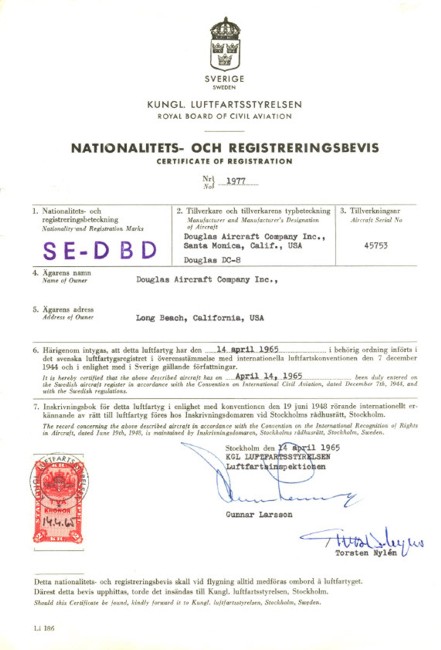 SVERIGE
SWEDEN
KUNGL. LUFTFARTSSTYRELSEN
ROYAL BOARD OF CIVIL AVIATION
NATIONALITETS- OCH REGISTRERINGSBEVIS
CERTIFICATE OF REGISTRATION
Nr 1977
No
1. Nationalitets- och registreringsbeteckning
Nationality and Registration Marks
SE-DBD
2. Tillverkare och tillverkarens typbeteckning
Manufacturer and Manufacturer's Designation of Aircraft
Douglas Aircraft Company Inc.,
Santa Monica, Calif., USA
Douglas DC-8
3. Tillverkningsnr
Aircraft Serial No
45753
4. Ägarens namn
Name of Owner
Douglas Aircraft Company Inc.,
5. Ägarens adress
Address of Owner
Long Beach, California, USA
6. Härigenom intygas, att detta luftfartyg har den 14 april 1965 i behörig ordning införts i
det svenska luftfartygsregistret i överensstämmelse med internationella luftfartskonventionen den 7 december
1944 och i enlighet med i Sverige gällande författningar.
It is hereby certified that the above described aircraft has on April 14, 1965 been duly entered on
the Swedish aircraft register in accordance with the Convention on International Civil Aviation, dated December 7th, 1944, and
with the Swedish regulations.
7. Inskrivningsbok för detta luftfartyg i enlighet med konventionen den 19 juni 1948 rörande internationellt er-
kännande av rätt till luftfartyg föres hos Inskrivningsdomaren vid Stockholms rådhusrätt, Stockholm.
The record concerning the above described aircraft in accordance with the Convention on the International Recognition of Rights
in Aircraft, dated June 19th, 1948, is maintained by Inskrivningsdomaren, Stockholms rådhusrätt, Stockholm, Sweden.
Stockholm den 14 april 1965
KGL LUFTFARTSSTYRELSEN
Luftfartsinspektionen
Gunnar Larsson
Torsten Nylén
KRONOR
14.4.65
Detta nationalitets- och registreringsbevis skall vid flygning alltid medföras ombord å luftfartyget.
Därest detta bevis upphittas, torde det insändas till Kungl. luftfartsstyrelsen, Stockholm.
Should this Certificate be found, kindly forward it to Kungl. luftfartsstyrelsen, Stockholm, Sweden.
Li 186